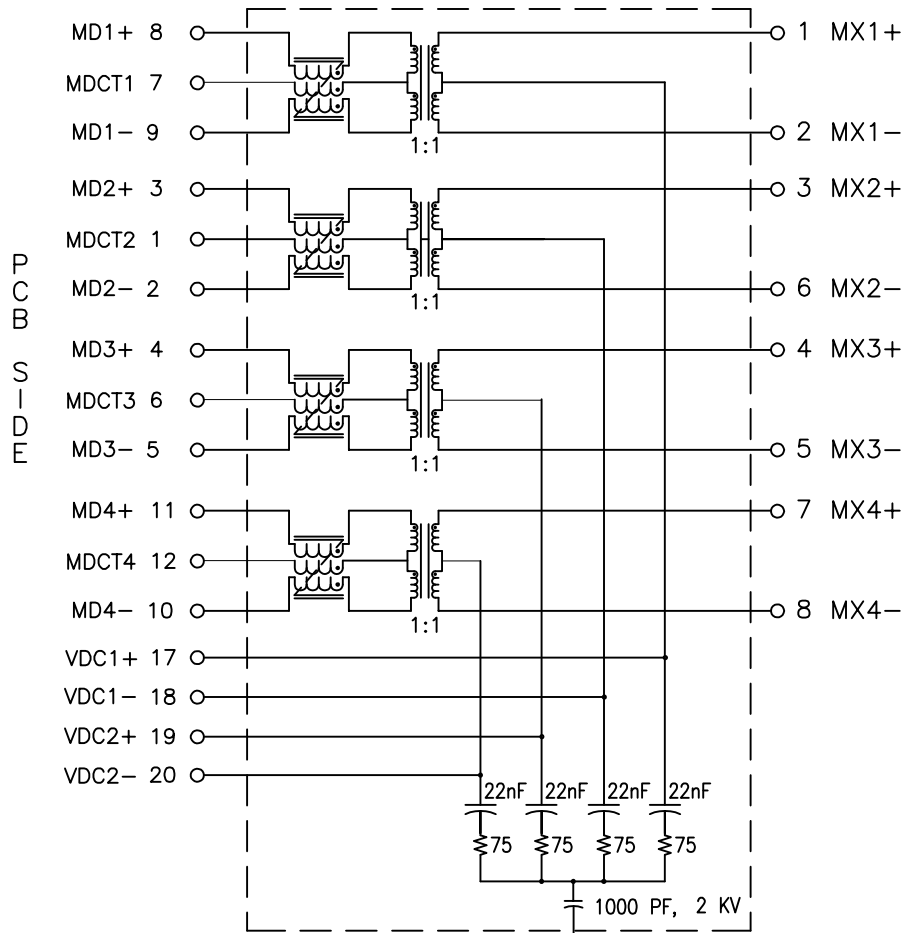 MD1+ 8
1 MX1+
MDCT1 7
MD1- 9
2 MX1-
1:1
MD2+ 3
3 MX2+
MDCT2 1
MD2- 2
6 MX2-
1:1
PCB SIDE
MD3+ 4
4 MX3+
MDCT3 6
MD3- 5
5 MX3-
1:1
MD4+ 11
7 MX4+
MDCT4 12
MD4- 10
8 MX4-
1:1
VDC1+ 17
VDC1- 18
VDC2+ 19
VDC2- 20
22nF 22nF 22nF 22nF
75 75 75 75
1000 PF, 2 KV